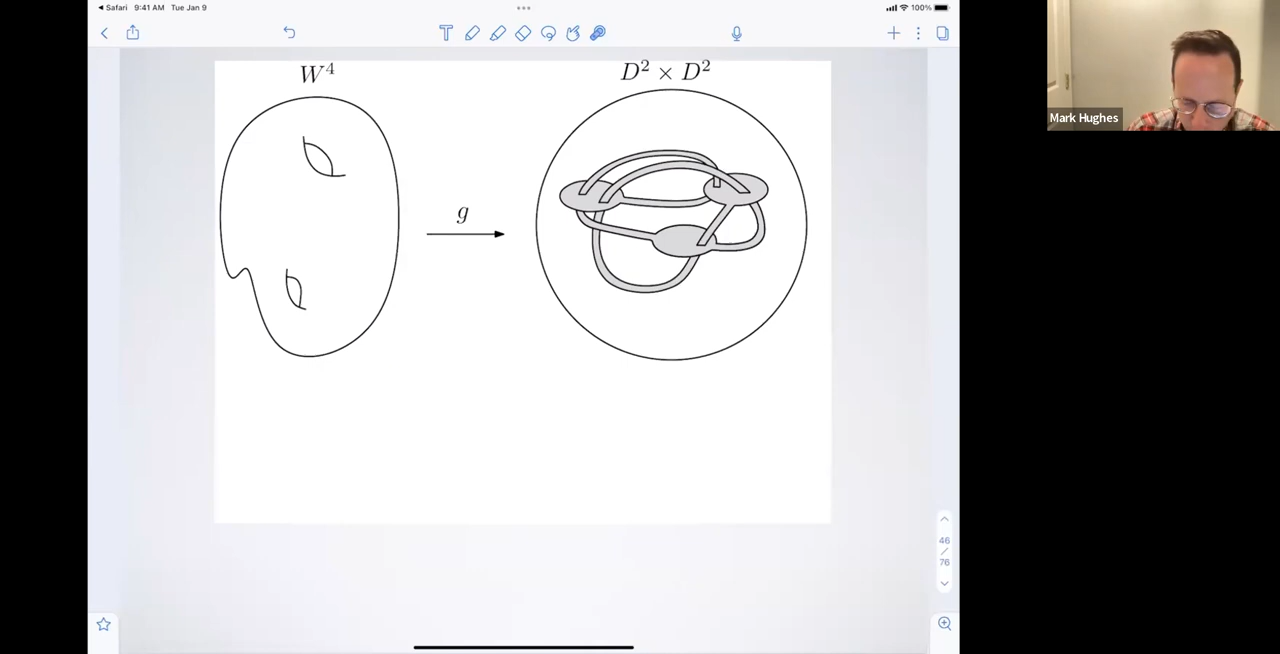 Safari 9:41 AM Tue Jan 9
100%
W⁴
D² × D²
g
Mark Hughes
46
/
76